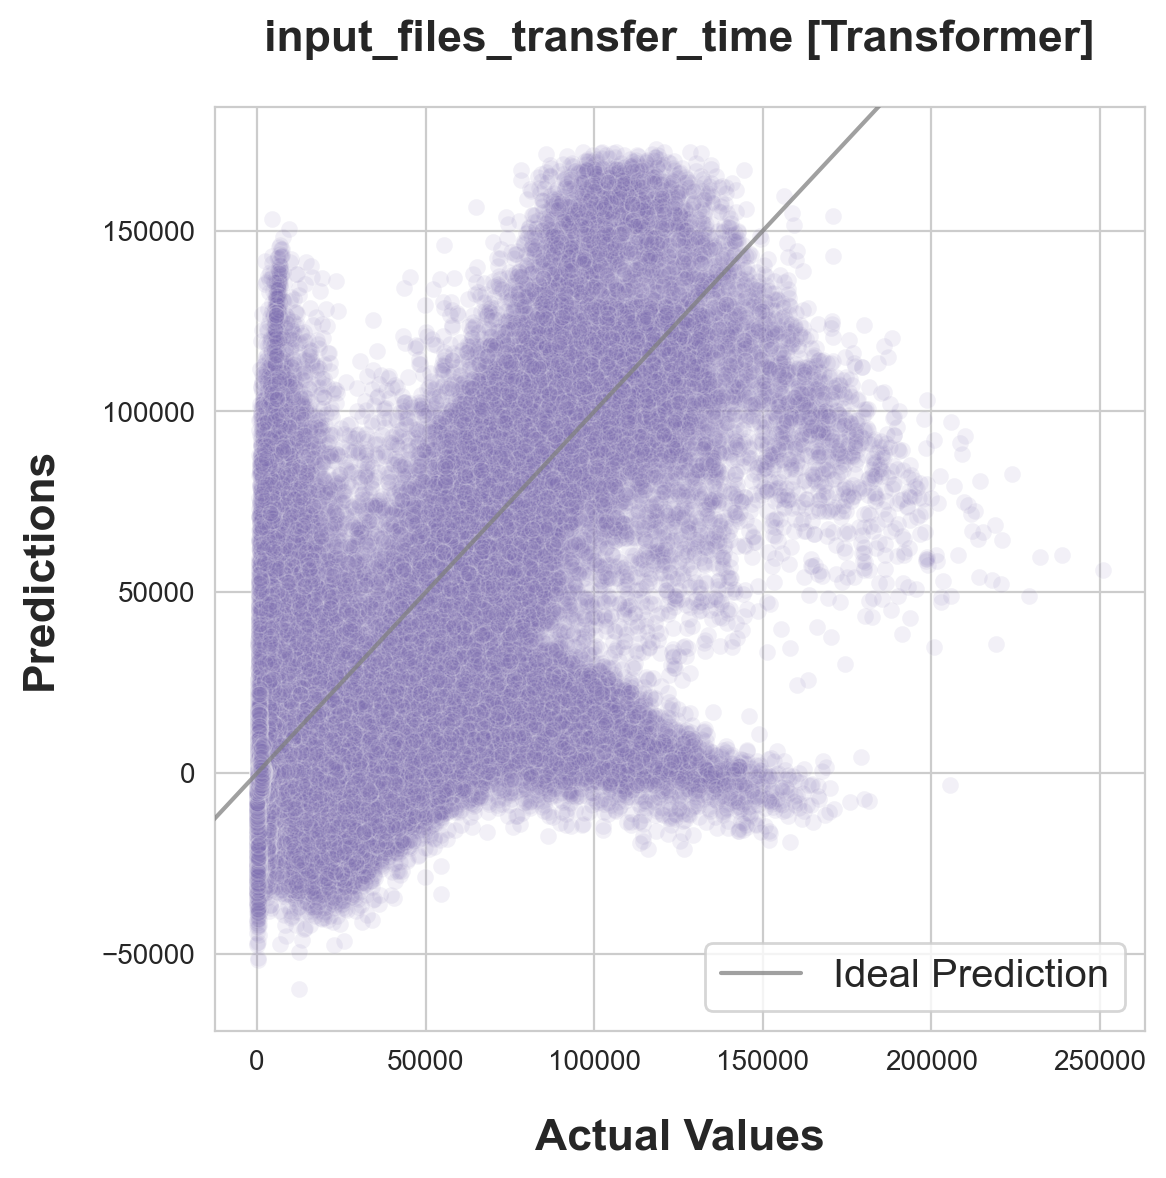 input_files_transfer_time [Transformer]
Predictions
150000
100000
50000
0
−50000
0
50000
100000
150000
200000
250000
Ideal Prediction
Actual Values